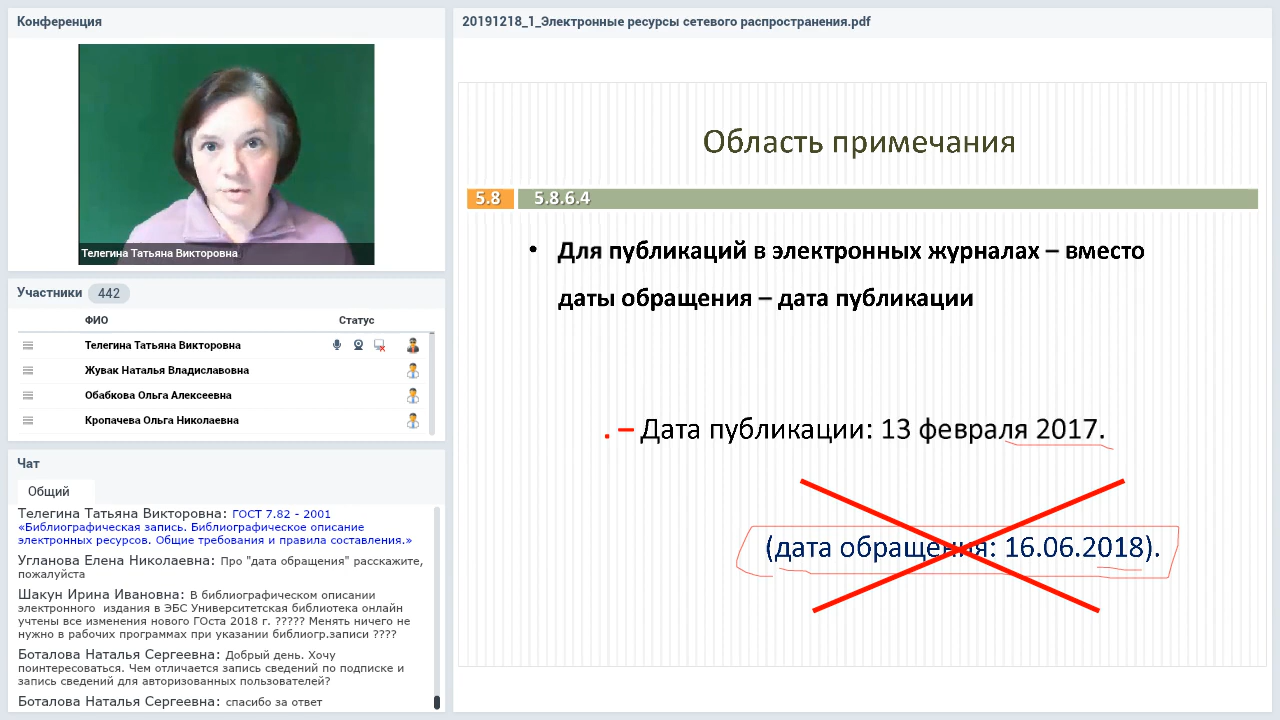 Конференция
Телегина Татьяна Викторовна
Участники 442
ФИО Статус
Телегина Татьяна Викторовна
Жувак Наталья Владиславовна
Обабкова Ольга Алексеевна
Кропачева Ольга Николаевна
Чат
Общий
Телегина Татьяна Викторовна: ГОСТ 7.82 - 2001
«Библиографическая запись. Библиографическое описание
электронных ресурсов. Общие требования и правила составления.»
Угланова Елена Николаевна: Про "дата обращения" расскажите,
пожалуйста
Шакун Ирина Ивановна: В библиографическом описании
электронного издания в ЭБС Университетская библиотека онлайн
учтены все изменения нового ГОста 2018 г. ????? Менять ничего не
нужно в рабочих программах при указании библиогр.записи ????
Боталова Наталья Сергеевна: Добрый день. Хочу
поинтересоваться. Чем отличается запись сведений по подписке и
запись сведений для авторизованных пользователей?
Боталова Наталья Сергеевна: спасибо за ответ
20191218_1_Электронные ресурсы сетевого распространения.pdf
Область примечания
5.8 5.8.6.4
• Для публикаций в электронных журналах – вместо
даты обращения – дата публикации
. – Дата публикации: 13 февраля 2017.
(дата обращения: 16.06.2018).